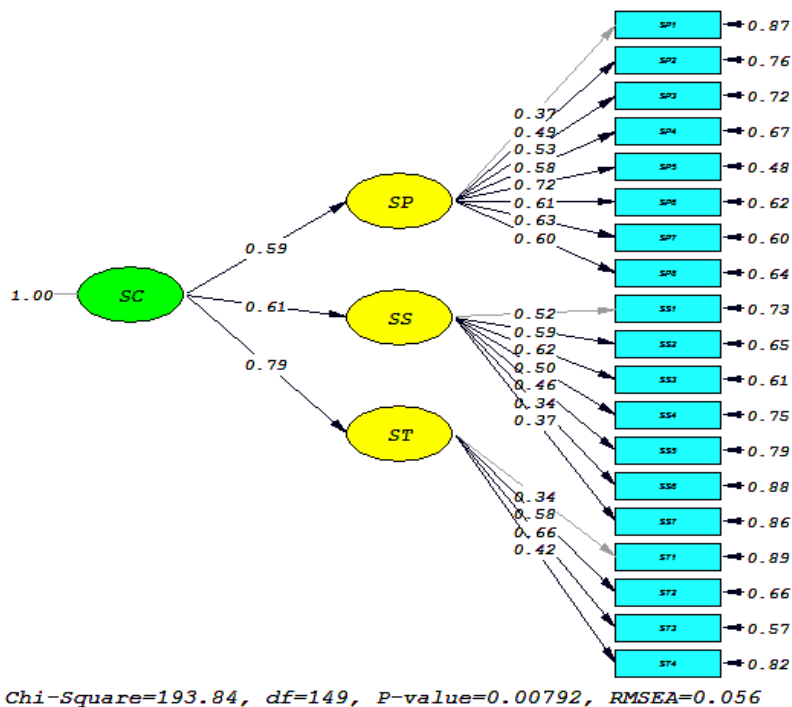 SP1 0.87
SP2 0.76
SP3 0.72
0.37
0.49
0.53
SP4 0.67
0.58
SP5 0.48
0.72
SP
0.61
SP6 0.62
0.63
SP7 0.60
0.60
0.59
SP8 0.64
1.00 SC
0.61
SS
0.52
SS1 0.73
0.59
SS2 0.65
0.62
0.50
SS3 0.61
0.46
0.34
SS4 0.75
0.37
0.79
ST
SS5 0.79
SS6 0.88
0.34
0.58
SS7 0.86
0.66
0.42
ST1 0.89
ST2 0.66
ST3 0.57
ST4 0.82
Chi-Square=193.84, df=149, P-value=0.00792, RMSEA=0.056